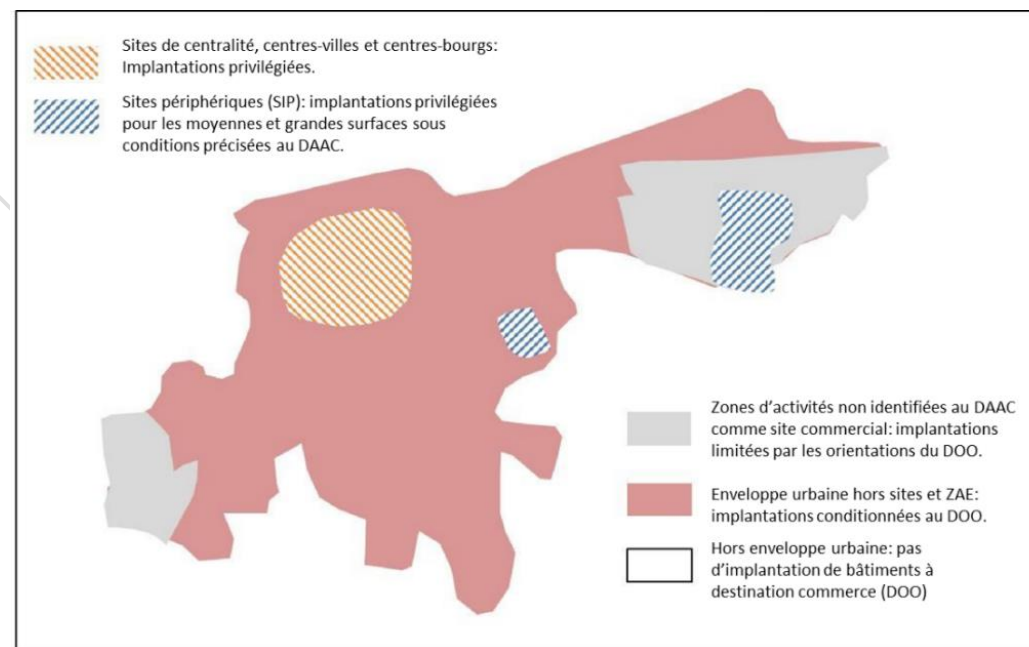 Sites de centralité, centres-villes et centres-bourgs:
Implantations privilégiées.
Sites périphériques (SIP): implantations privilégiées
pour les moyennes et grandes surfaces sous
conditions précisées au DAAC.
Zones d'activités non identifiées au DAAC
comme site commercial: implantations
limitées par les orientations du DOO.
Enveloppe urbaine hors sites et ZAE:
implantations conditionnées au DOO.
Hors enveloppe urbaine: pas
d'implantation de bâtiments à
destination commerce (DOO)